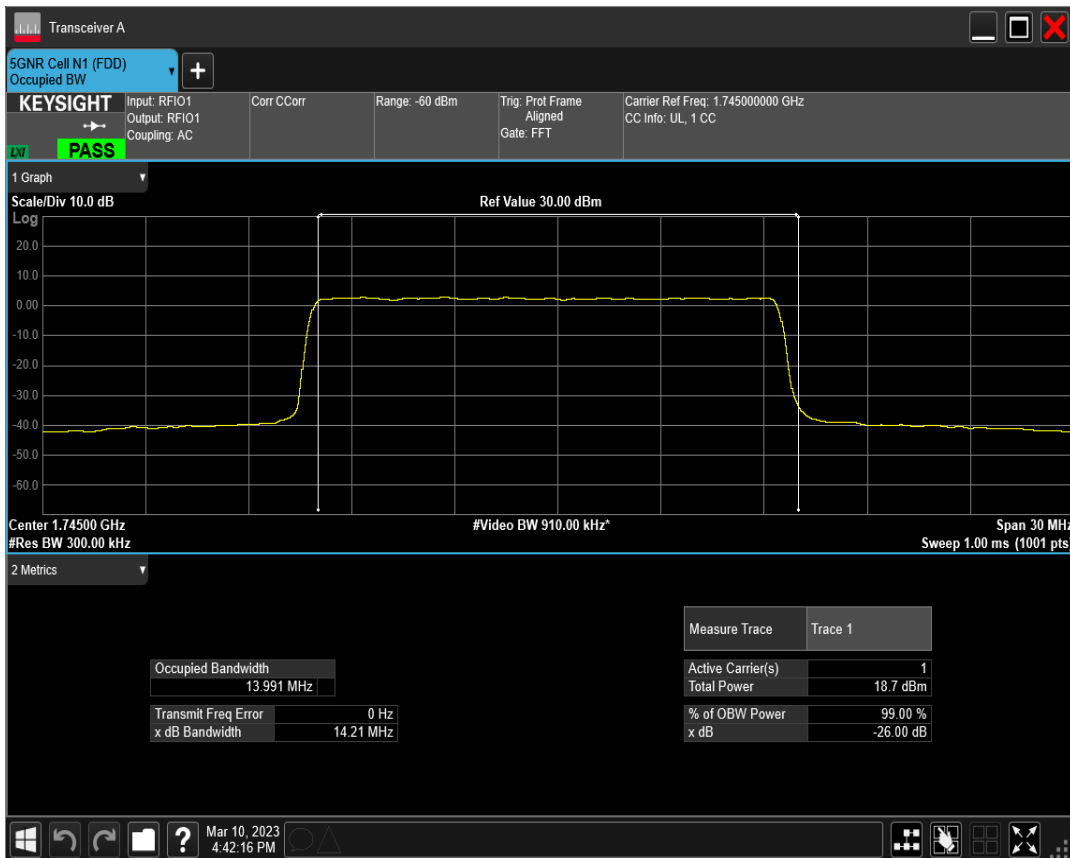 Transceiver A
5GNR Cell N1 (FDD)
Occupied BW
+
KEYSIGHT
LXI
PASS
Input: RFIO1
Output: RFIO1
Coupling: AC
Corr CCorr
Range: -60 dBm
Trig: Prot Frame
Aligned
Gate: FFT
Carrier Ref Freq: 1.745000000 GHz
CC Info: UL, 1 CC
1 Graph
Scale/Div 10.0 dB
Ref Value 30.00 dBm
Log
20.0
10.0
0.00
-10.0
-20.0
-30.0
-40.0
-50.0
-60.0
Center 1.74500 GHz
#Video BW 910.00 kHz*
Span 30 MHz
#Res BW 300.00 kHz
Sweep 1.00 ms (1001 pts)
2 Metrics
Measure Trace
Trace 1
Occupied Bandwidth
13.991 MHz
Active Carrier(s)
1
Total Power
18.7 dBm
Transmit Freq Error
0 Hz
x dB Bandwidth
14.21 MHz
% of OBW Power
99.00 %
x dB
-26.00 dB
?
Mar 10, 2023
4:42:16 PM